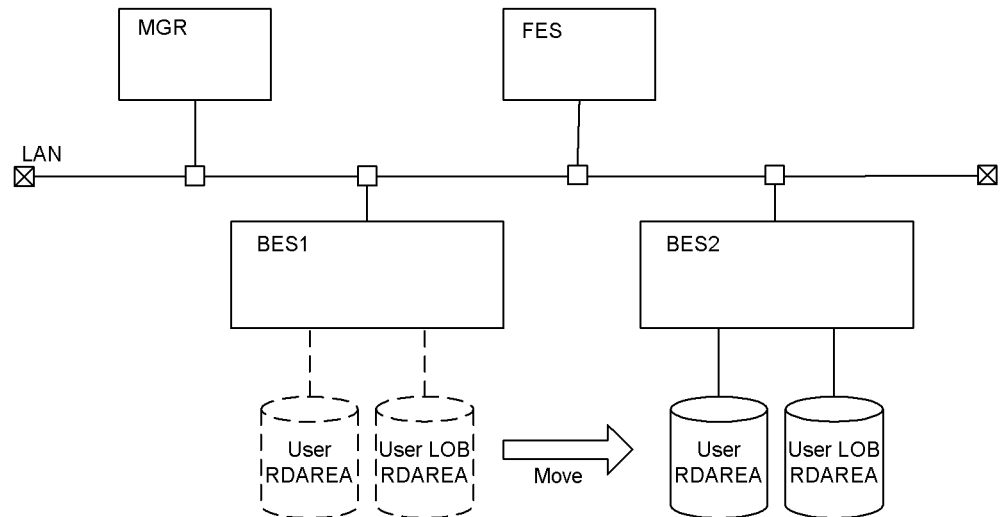 MGR
FES
LAN
BES1
BES2
User
RDAREA
User LOB
RDAREA
Move
User
RDAREA
User LOB
RDAREA